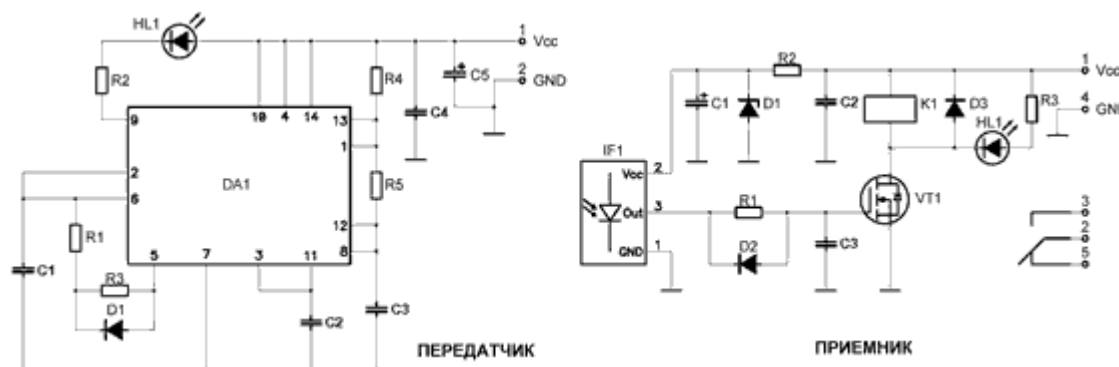 HL1
R2
9
10
4
14
R4
13
1
R5
12
8
2
6
DA1
R1
5
7
3
11
C1
R3
D1
C2
C3
C4
C5
+
1
Vcc
2
GND
ПЕРЕДАТЧИК
R2
C1
+
D1
C2
K1
D3
R3
HL1
1
Vcc
4
GN
IF1
Vcc
2
Out
3
GND
1
R1
D2
C3
VT1
3
2
5
ПРИЕМНИК